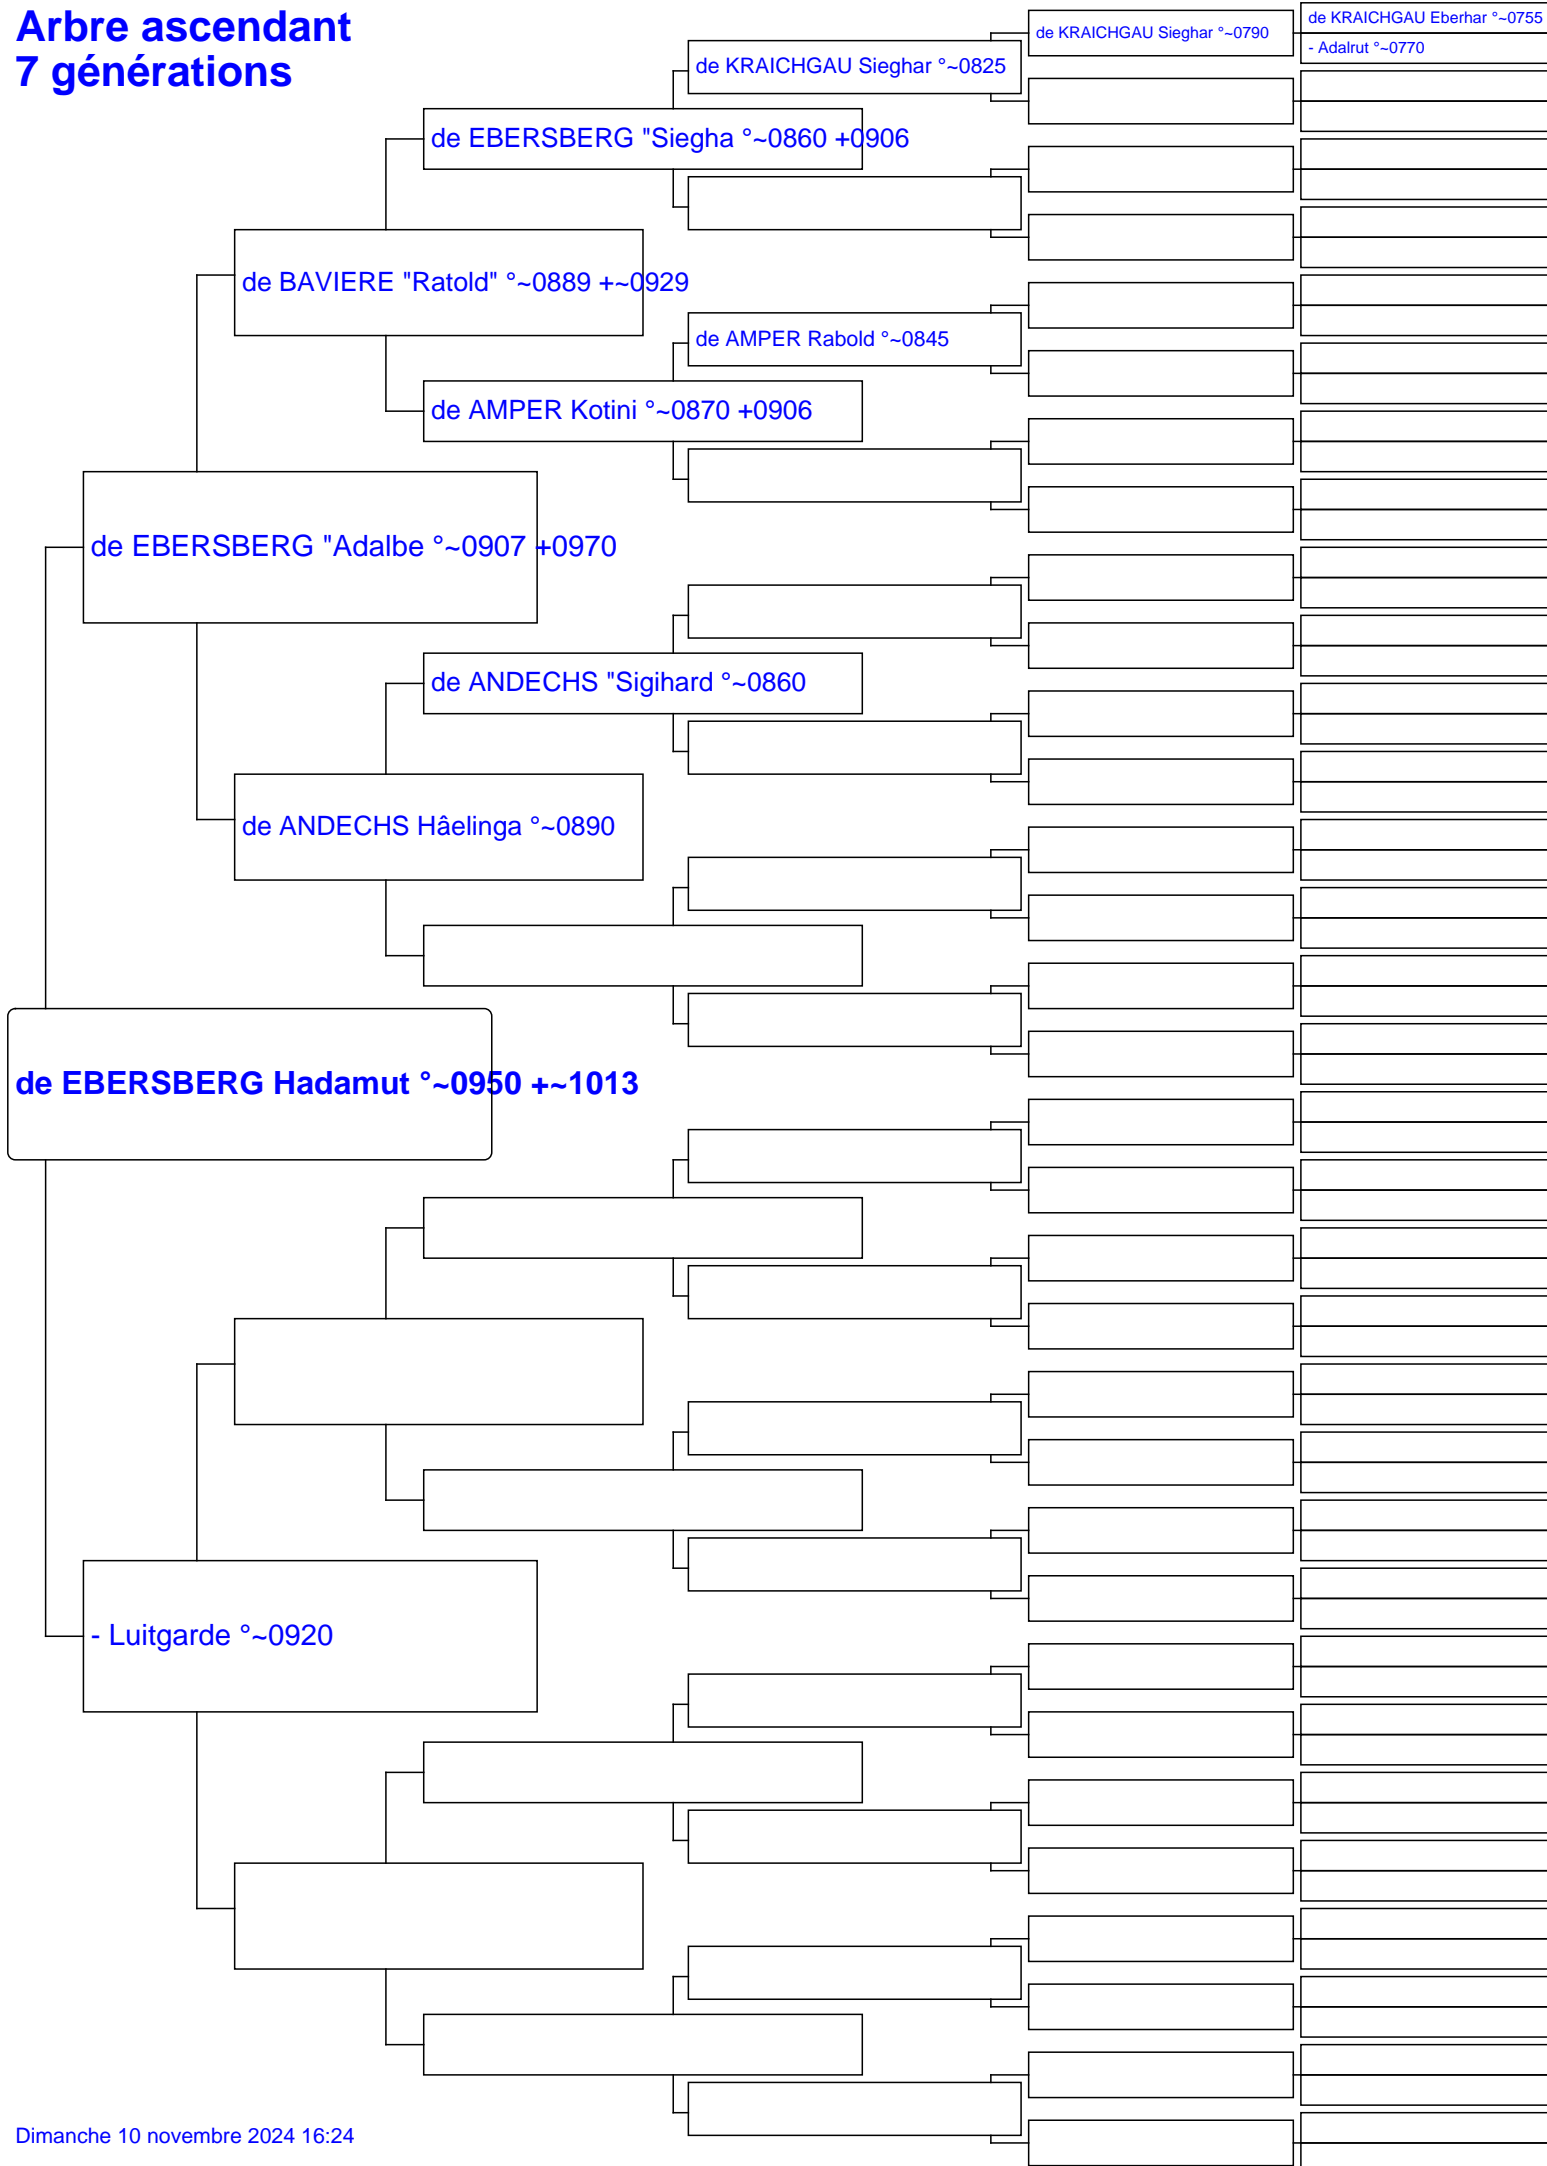 Arbre ascendant
7 générations
de KRAICHGAU Eberhar °~0755
de KRAICHGAU Sieghar °~0790
- Adalrut °~0770
de KRAICHGAU Sieghar °~0825
de EBERSBERG "Siegha °~0860 +0906
de BAVIERE "Ratold" °~0889 +~0929
de AMPER Rabold °~0845
de AMPER Kotini °~0870 +0906
de EBERSBERG "Adalbe °~0907 +0970
de ANDECHS "Sigihard °~0860
de ANDECHS Hâelinga °~0890
de EBERSBERG Hadamut °~0950 +~1013
- Luitgarde °~0920
Dimanche 10 novembre 2024 16:24